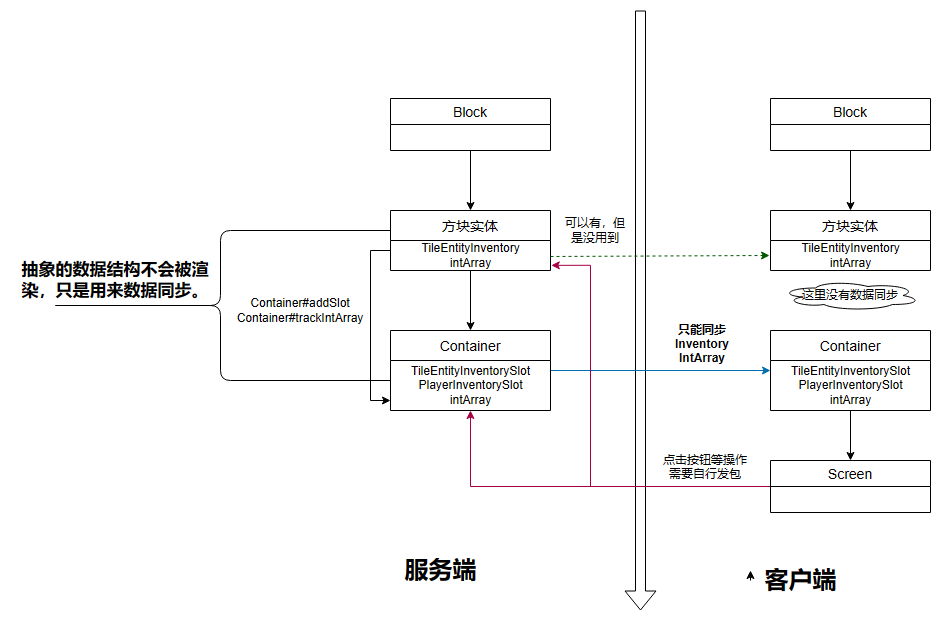 Block
Block
方块实体
TileEntityInventory
intArray
可以有，但
是没用到
方块实体
TileEntityInventory
intArray
抽象的数据结构不会被渲
染，只是用来数据同步。
Container#addSlot
Container#trackIntArray
这里没有数据同步
Container
TileEntityInventorySlot
PlayerInventorySlot
intArray
只能同步
Inventory
IntArray
Container
TileEntityInventorySlot
PlayerInventorySlot
intArray
点击按钮等操作
需要自行发包
Screen
服务端
客户端